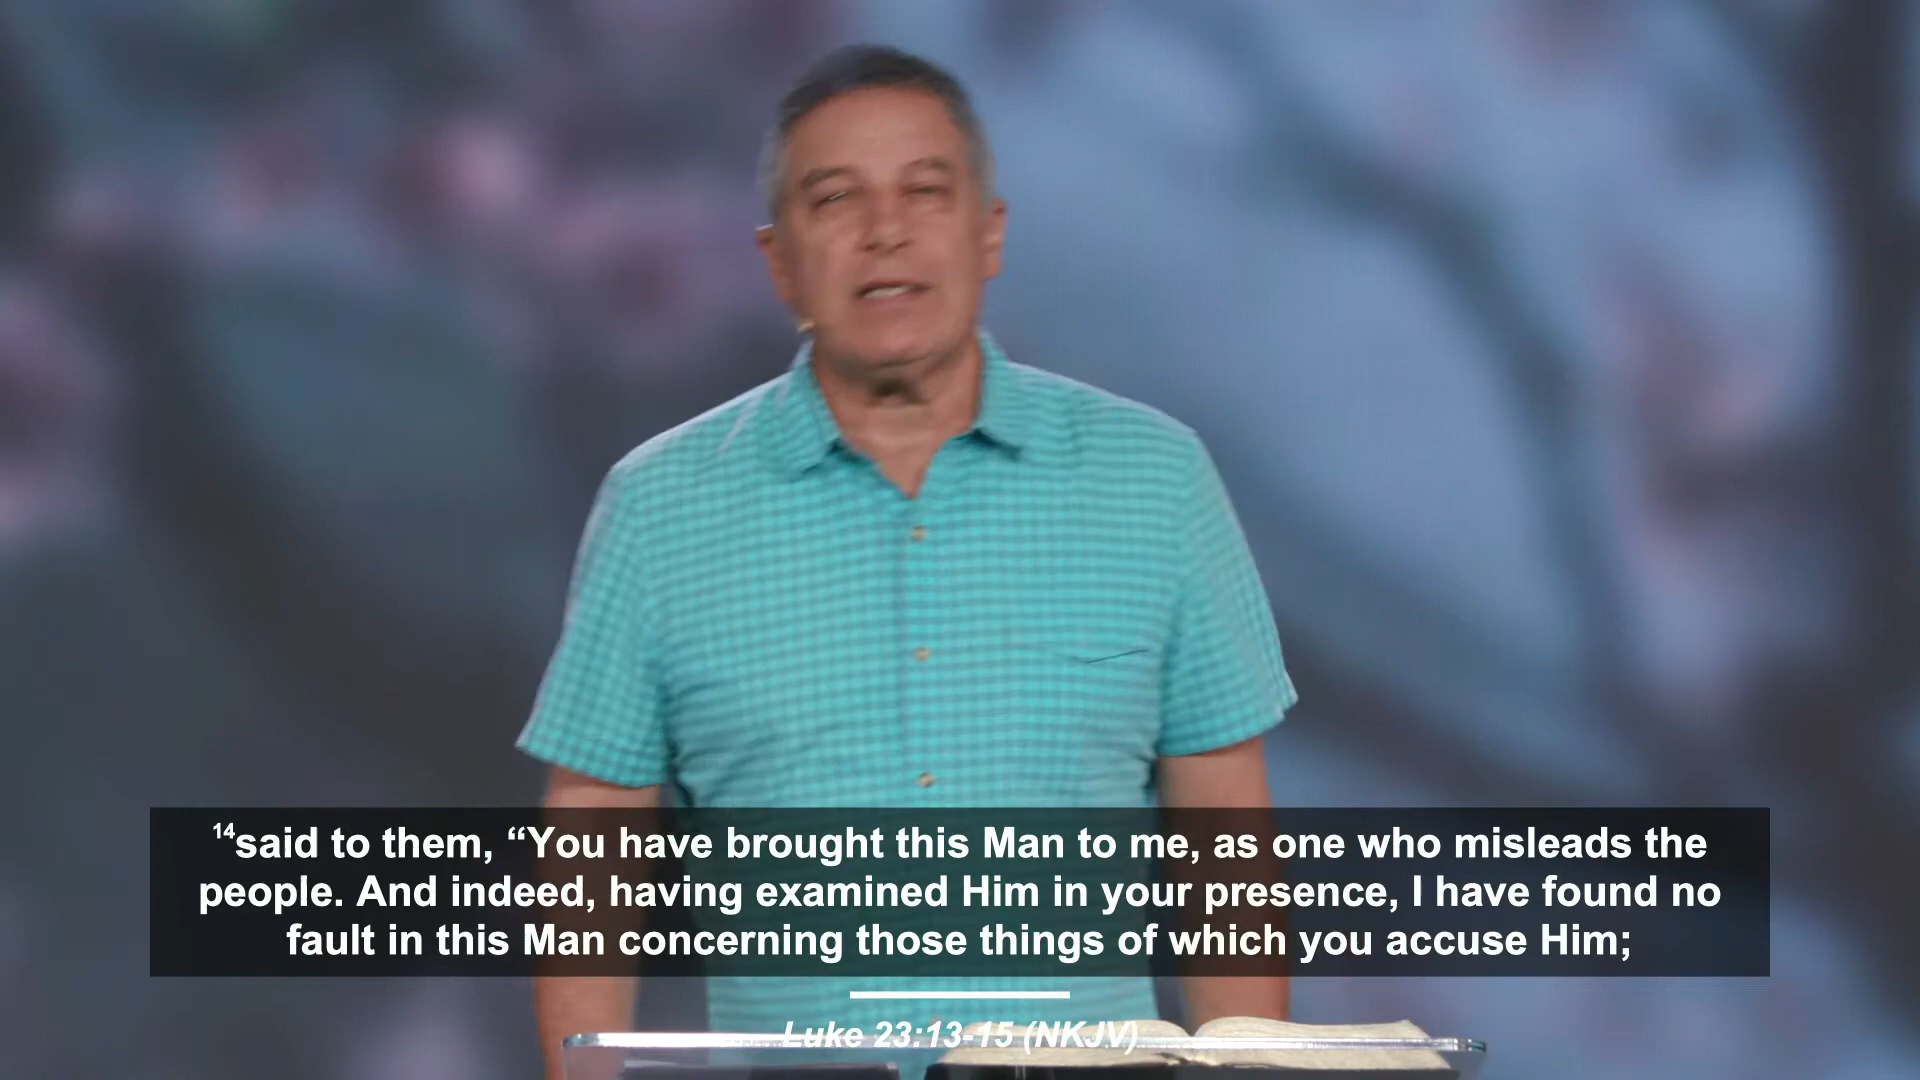 ¹⁴said to them, “You have brought this Man to me, as one who misleads the
people. And indeed, having examined Him in your presence, I have found no
fault in this Man concerning those things of which you accuse Him;
Luke 23:13-15 (NKJV)